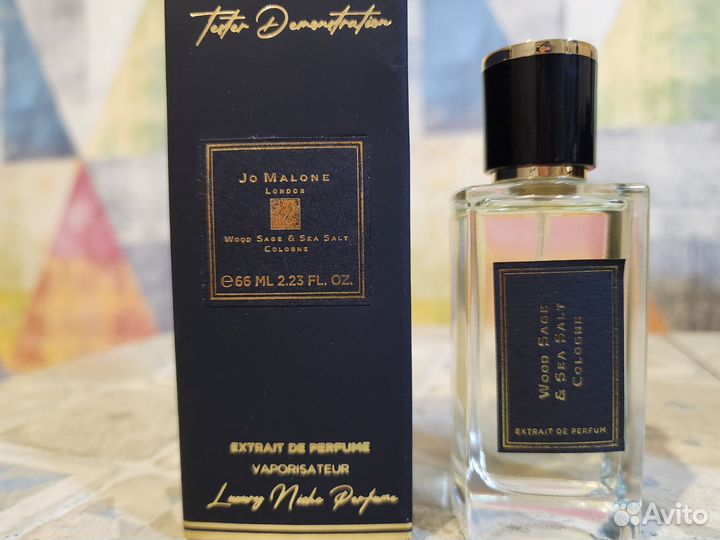 Tester Demonstration
Jo Malone
London
Wood Sage & Sea Salt
Cologne
℮66 ML 2.23 FL. OZ.
EXTRAIT DE PERFUME
VAPORISATEUR
Luxury Niche Perfume
Wood Sage
& Sea Salt
Cologne
EXTRAIT DE PERFUM
Avito